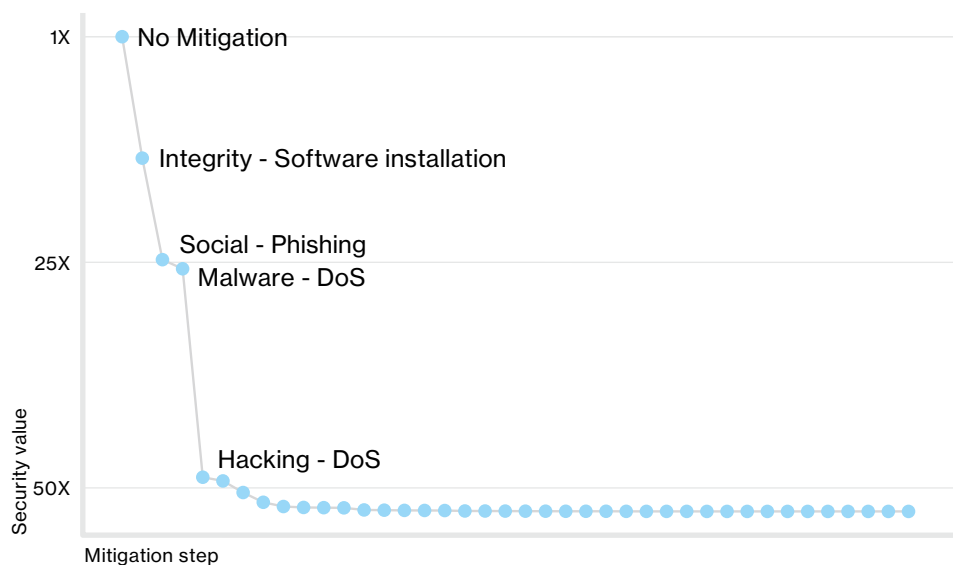 1X
No Mitigation
Integrity - Software installation
Social - Phishing
25X
Malware - DoS
Hacking - DoS
50X
Security value
Mitigation step